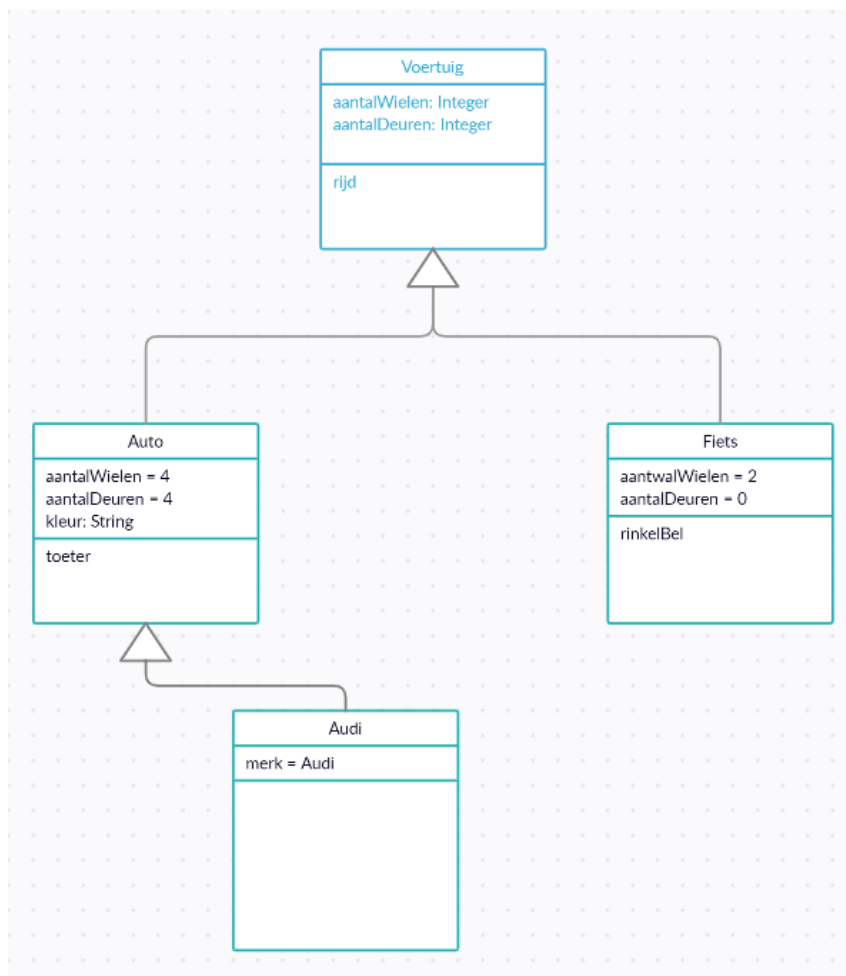 Voertuig
aantalWielen: Integer
aantalDeuren: Integer
rijd
Auto
aantalWielen = 4
aantalDeuren = 4
kleur: String
toeter
Fiets
aantwalWielen = 2
aantalDeuren = 0
rinkelBel
Audi
merk = Audi